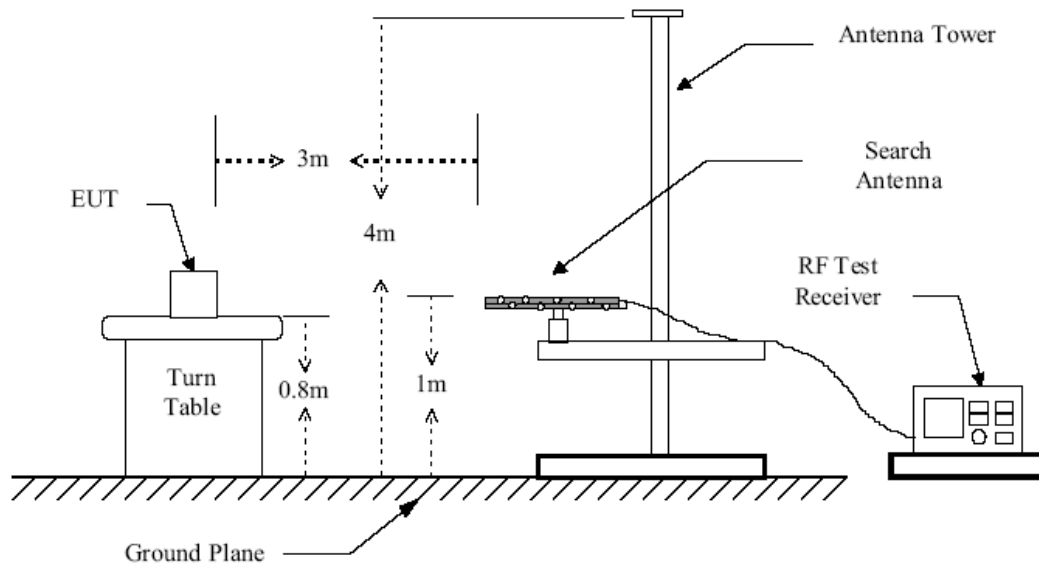 Antenna Tower
3m
Search
Antenna
EUT
4m
RF Test
Receiver
Turn
Table
0.8m
1m
Ground Plane